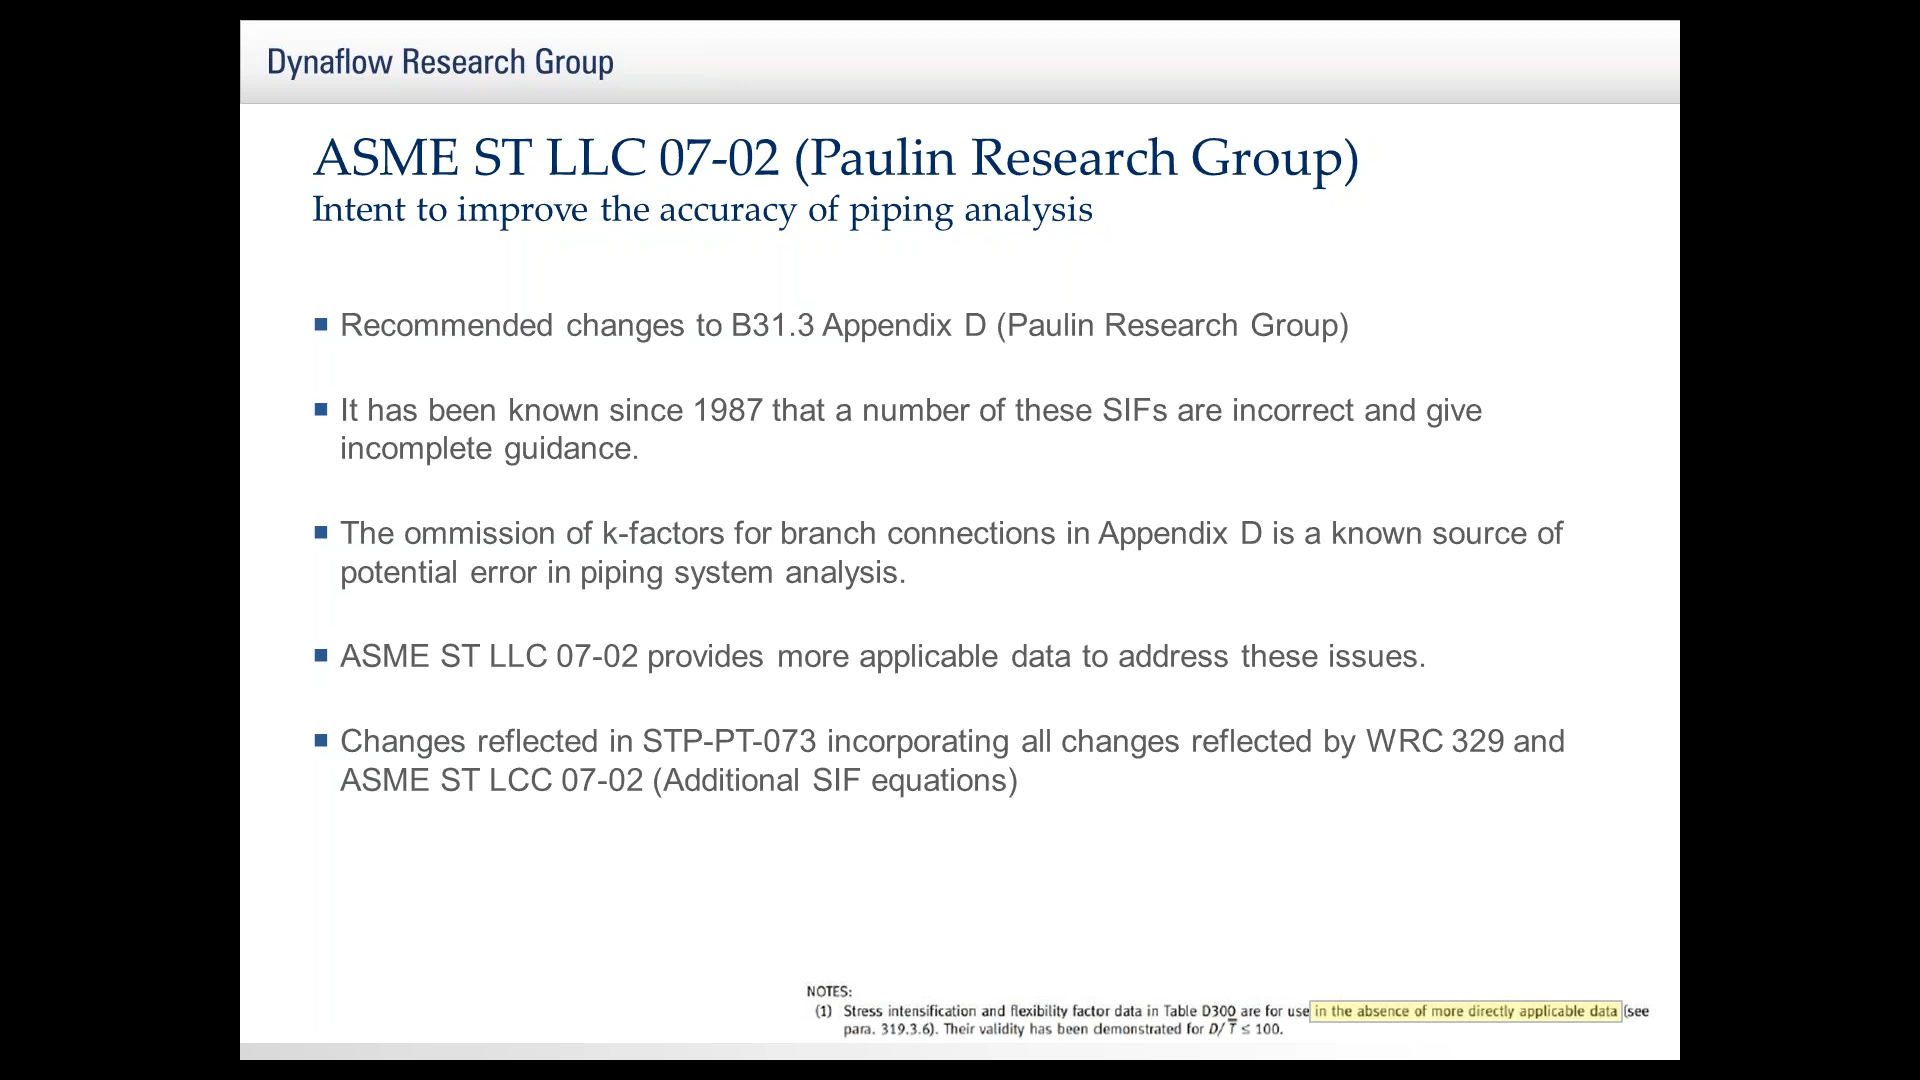 Dynaflow Research Group
ASME ST LLC 07-02 (Paulin Research Group)
Intent to improve the accuracy of piping analysis
Recommended changes to B31.3 Appendix D (Paulin Research Group)
It has been known since 1987 that a number of these SIFs are incorrect and give
incomplete guidance.
The ommission of k-factors for branch connections in Appendix D is a known source of
potential error in piping system analysis.
ASME ST LLC 07-02 provides more applicable data to address these issues.
Changes reflected in STP-PT-073 incorporating all changes reflected by WRC 329 and
ASME ST LCC 07-02 (Additional SIF equations)
NOTES:
(1) Stress intensification and flexibility factor data in Table D300 are for use in the absence of more directly applicable data (see
para. 319.3.6). Their validity has been demonstrated for D/T̅ ≤ 100.